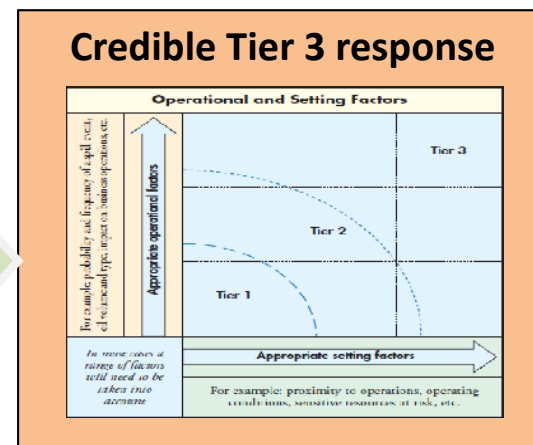 Credible Tier 3 response
Operational and Setting Factors
For example: probability and frequency of a spill event,
oil volume and type, impact on business operations, etc.
Appropriate operational factors
Tier 3
Tier 2
Tier 1
In most cases a
range of factors
will need to be
taken into
account
Appropriate setting factors
For example: proximity to operations, operating
conditions, sensitive resources at risk, etc.